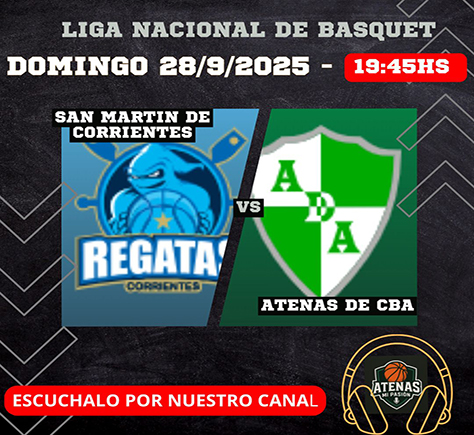 LIGA NACIONAL DE BASQUET
DOMINGO 28/9/2025 - 19:45HS
SAN MARTIN DE
CORRIENTES
REGATAS
CORRIENTES
VS
A
D
A
ATENAS DE CBA
ATENAS
MI PASIÓN
ESCUCHALO POR NUESTRO CANAL